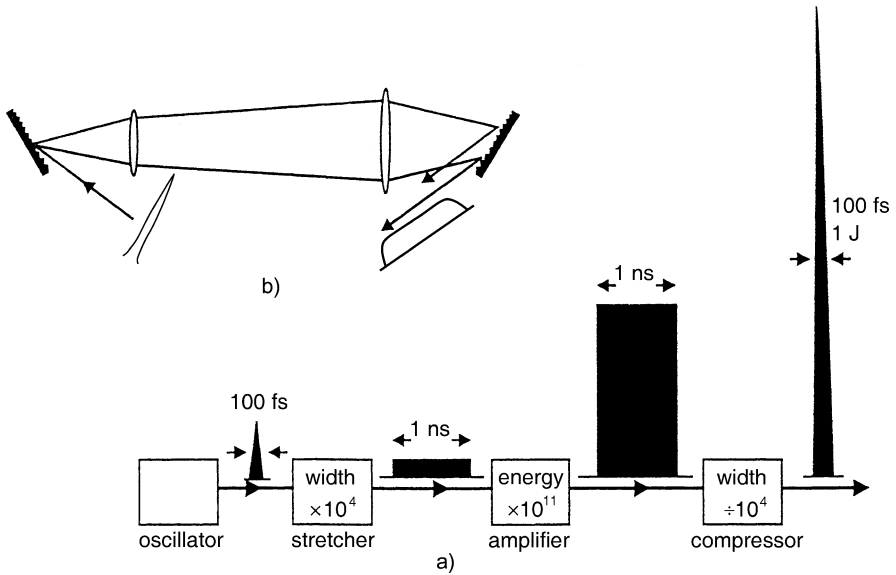 100 fs
1 J
1 ns
b)
100 fs
1 ns
width
×10⁴
energy
×10¹¹
width
÷10⁴
oscillator
stretcher
amplifier
compressor
a)